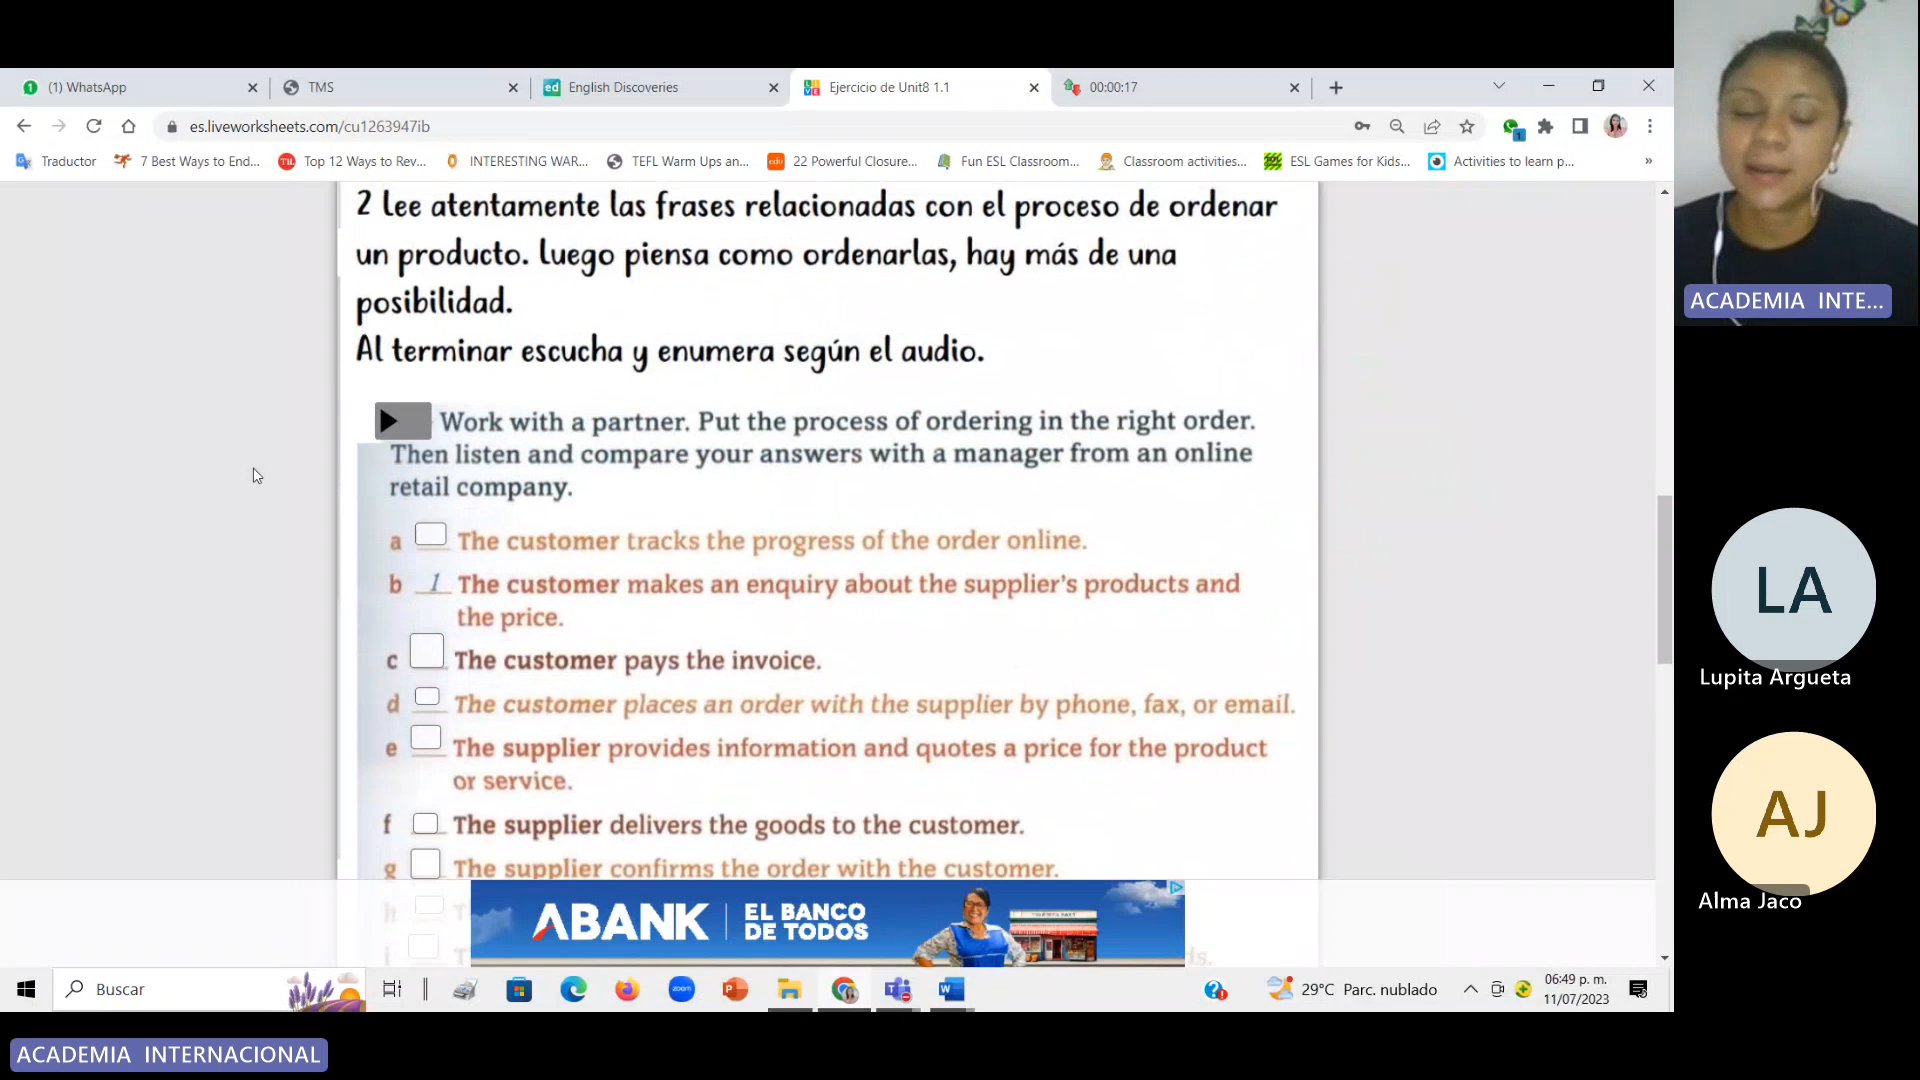 (1) WhatsApp
TMS
English Discoveries
Ejercicio de Unit8 1.1
00:00:17
es.liveworksheets.com/cu1263947ib
Traductor
7 Best Ways to End...
Top 12 Ways to Rev...
INTERESTING WAR...
TEFL Warm Ups an...
22 Powerful Closure...
Fun ESL Classroom...
Classroom activities...
ESL Games for Kids...
Activities to learn p...
»
2 Lee atentamente las frases relacionadas con el proceso de ordenar
un producto. Luego piensa como ordenarlas, hay más de una
posibilidad.
Al terminar escucha y enumera según el audio.
Work with a partner. Put the process of ordering in the right order.
Then listen and compare your answers with a manager from an online
retail company.
a The customer tracks the progress of the order online.
b 1 The customer makes an enquiry about the supplier's products and
the price.
c The customer pays the invoice.
d The customer places an order with the supplier by phone, fax, or email.
e The supplier provides information and quotes a price for the product
or service.
f The supplier delivers the goods to the customer.
g The supplier confirms the order with the customer.
h T
i T
ds.
ABANK
EL BANCO
DE TODOS
Buscar
29°C Parc. nublado
06:49 p. m.
11/07/2023
ACADEMIA INTE...
LA
Lupita Argueta
AJ
Alma Jaco
ACADEMIA INTERNACIONAL